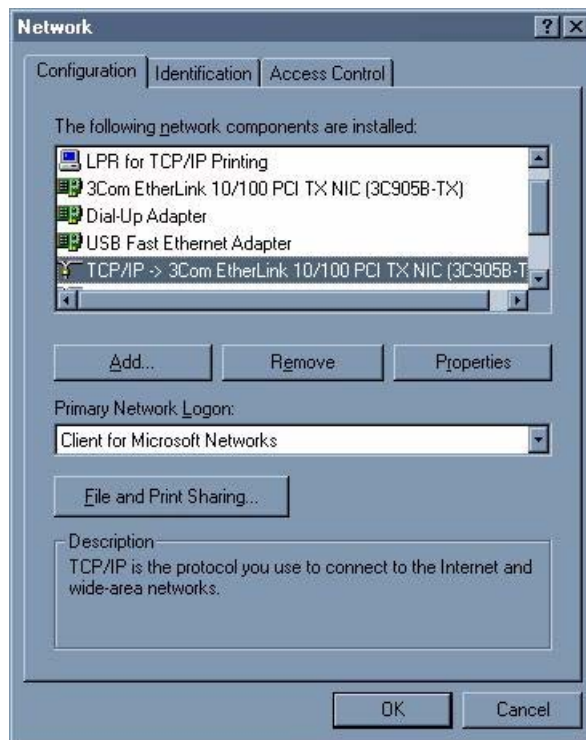 Network
Configuration Identification Access Control
The following network components are installed:
LPR for TCP/IP Printing
3Com EtherLink 10/100 PCI TX NIC (3C905B-TX)
Dial-Up Adapter
USB Fast Ethernet Adapter
TCP/IP -> 3Com EtherLink 10/100 PCI TX NIC (3C905B-T
Add... Remove Properties
Primary Network Logon:
Client for Microsoft Networks
File and Print Sharing...
Description
TCP/IP is the protocol you use to connect to the Internet and
wide-area networks.
OK Cancel